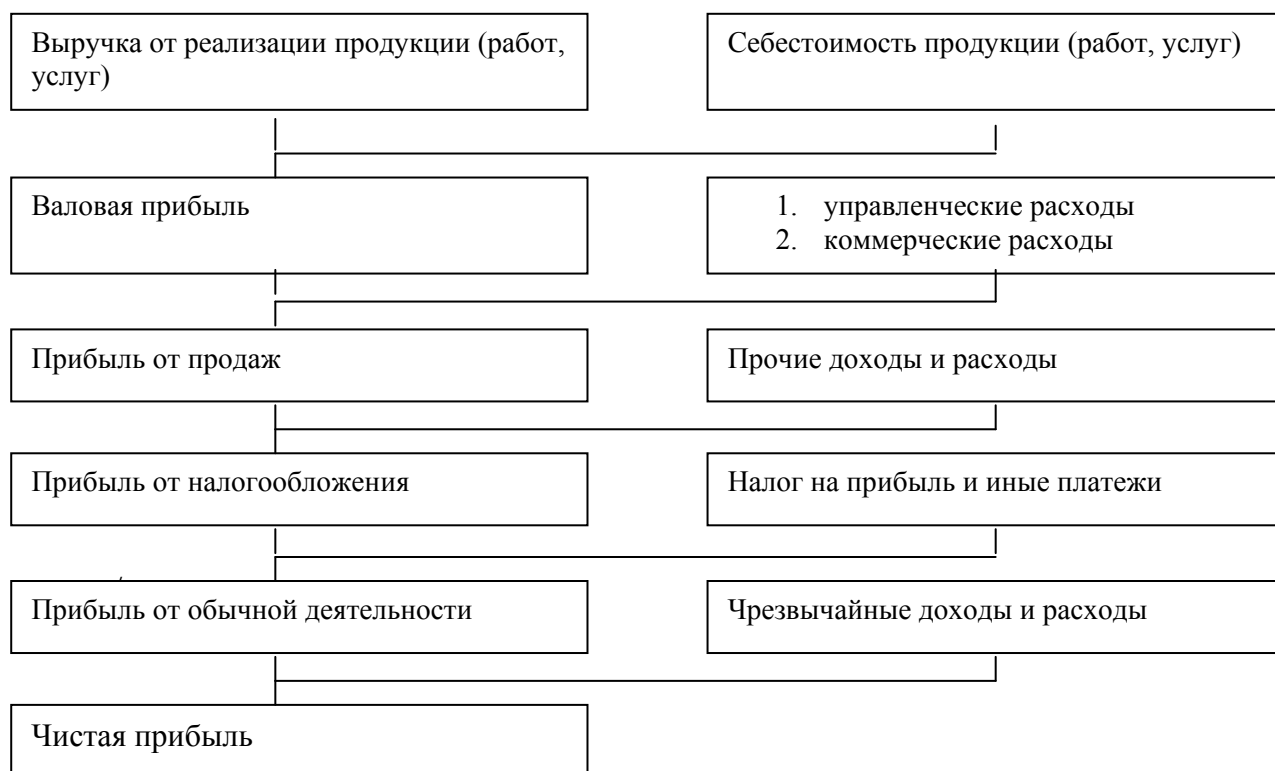 Выручка от реализации продукции (работ,
услуг)
Себестоимость продукции (работ, услуг)
Валовая прибыль
1. управленческие расходы
2. коммерческие расходы
Прибыль от продаж
Прочие доходы и расходы
Прибыль от налогообложения
Налог на прибыль и иные платежи
Прибыль от обычной деятельности
Чрезвычайные доходы и расходы
Чистая прибыль